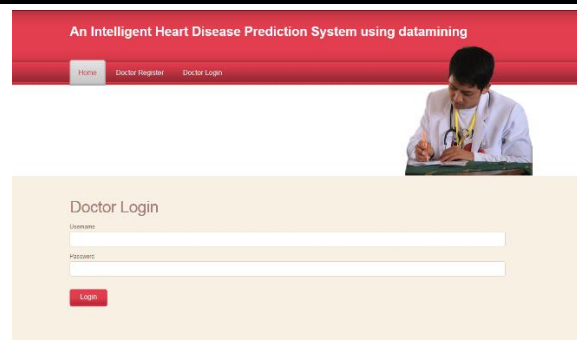 An Intelligent Heart Disease Prediction System using datamining
Home Doctor Register Doctor Login
Doctor Login
Username
Password
Login